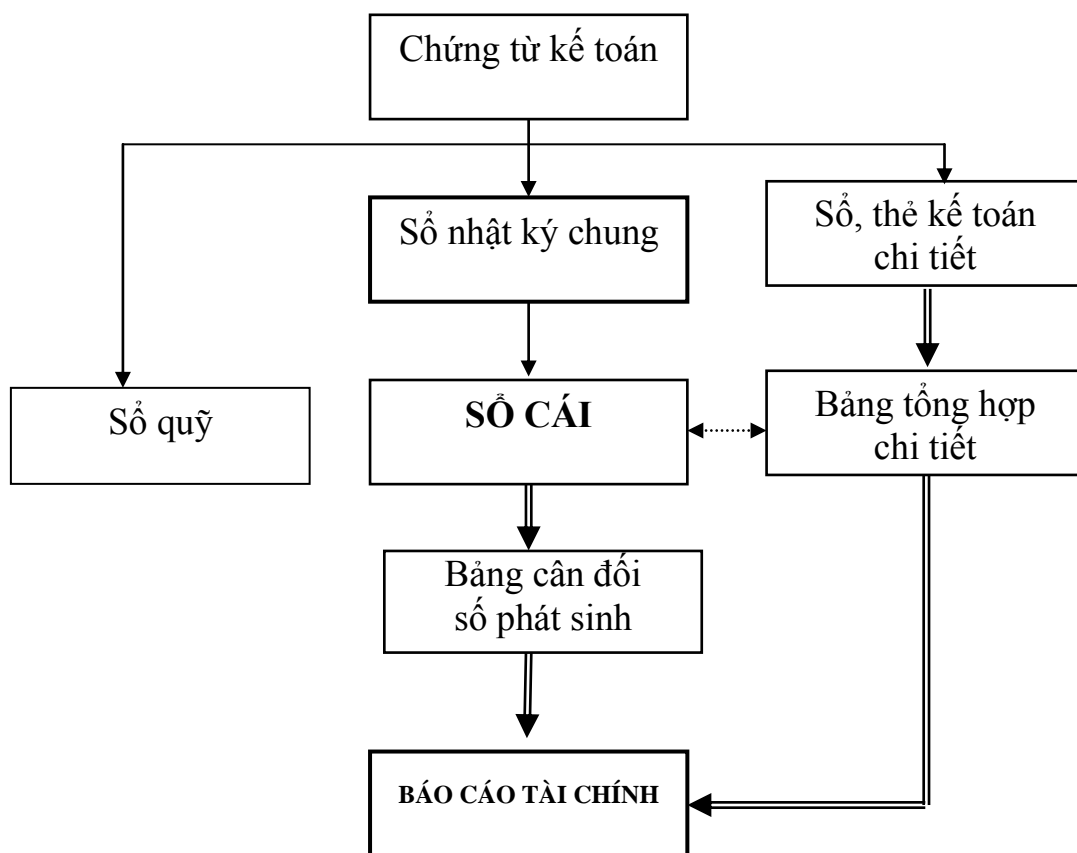 Chứng từ kế toán
Sổ nhật ký chung
Sổ, thẻ kế toán
chi tiết
Sổ quỹ
SỔ CÁI
Bảng tổng hợp
chi tiết
Bảng cân đối
số phát sinh
BÁO CÁO TÀI CHÍNH